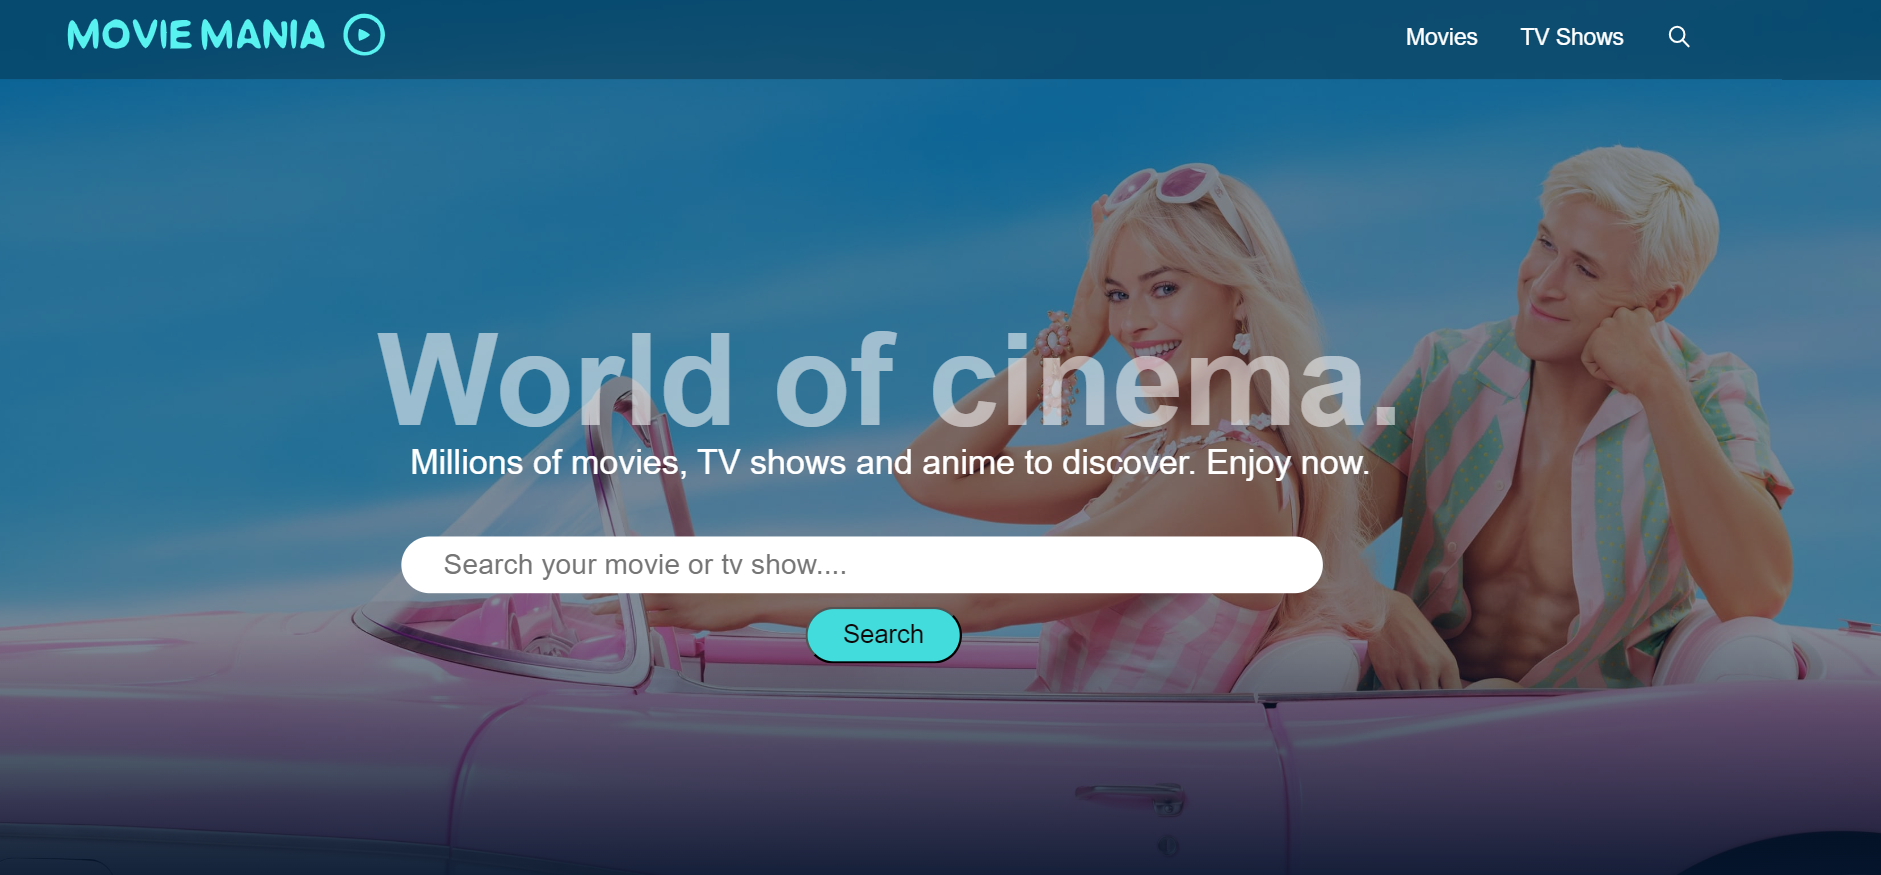 MOVIE MANIA
Movies
TV Shows
World of cinema.
Millions of movies, TV shows and anime to discover. Enjoy now.
Search your movie or tv show....
Search